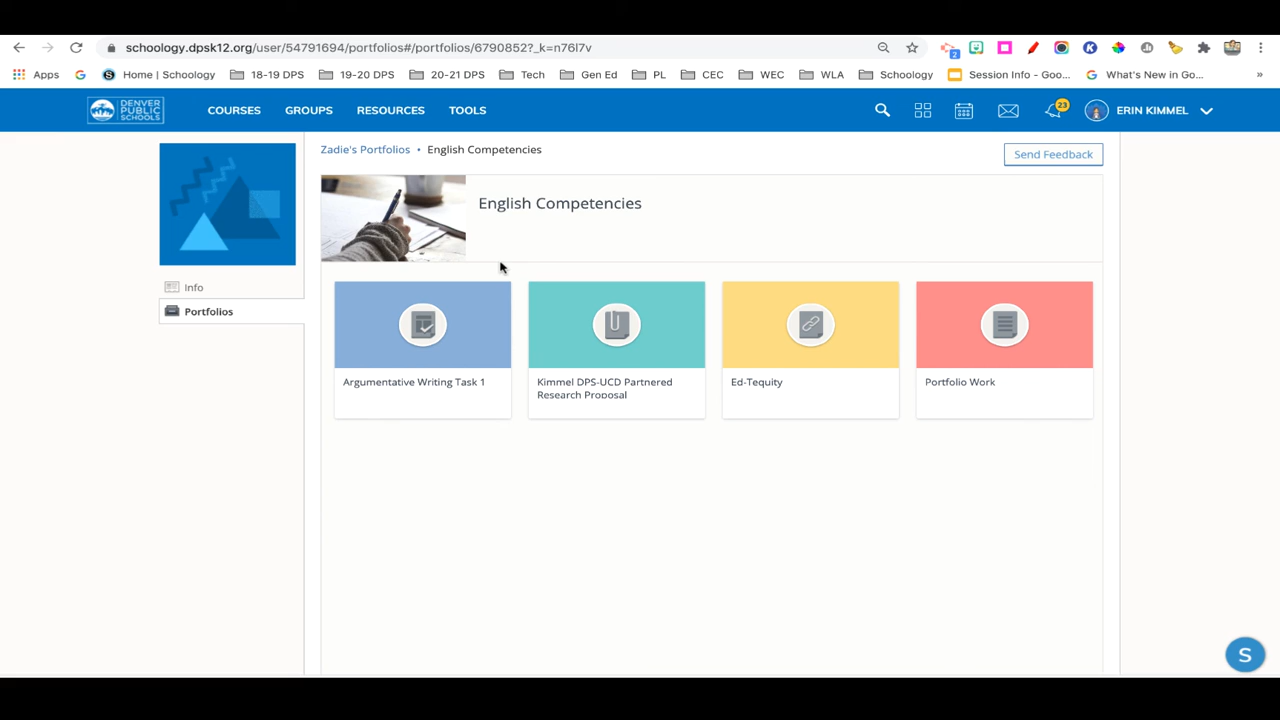 schoology.dpsk12.org/user/54791694/portfolios#/portfolios/6790852?_k=n76l7v
2
Apps
G
Home | Schoology
18-19 DPS
19-20 DPS
20-21 DPS
Tech
Gen Ed
PL
CEC
WEC
WLA
Schoology
Session Info - Goo...
What's New in Go...
»
DENVER
PUBLIC
SCHOOLS
COURSES
GROUPS
RESOURCES
TOOLS
23
ERIN KIMMEL
Zadie's Portfolios • English Competencies
Send Feedback
English Competencies
Info
Portfolios
Argumentative Writing Task 1
Kimmel DPS-UCD Partnered
Research Proposal
Ed-Tequity
Portfolio Work
S